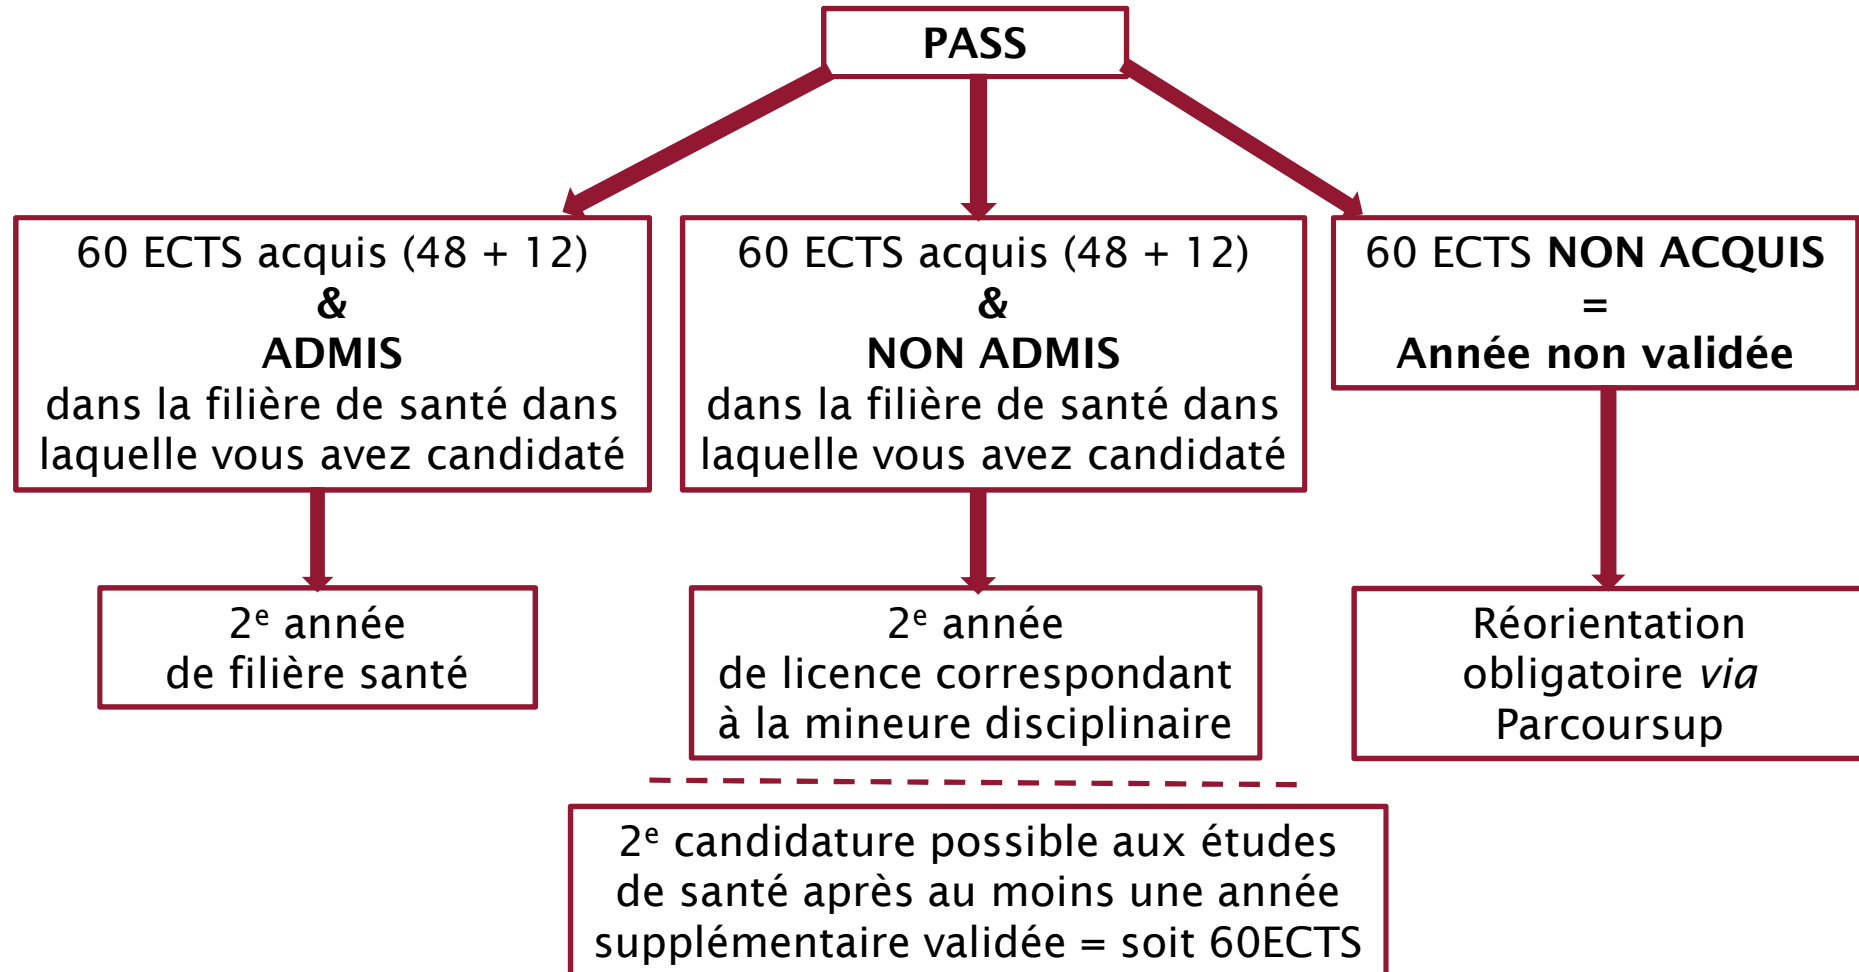 PASS
60 ECTS acquis (48 + 12)
&
ADMIS
dans la filière de santé dans
laquelle vous avez candidaté
60 ECTS acquis (48 + 12)
&
NON ADMIS
dans la filière de santé dans
laquelle vous avez candidaté
60 ECTS NON ACQUIS
=
Année non validée
2e année
de filière santé
2e année
de licence correspondant
à la mineure disciplinaire
Réorientation
obligatoire via
Parcoursup
2e candidature possible aux études
de santé après au moins une année
supplémentaire validée = soit 60ECTS